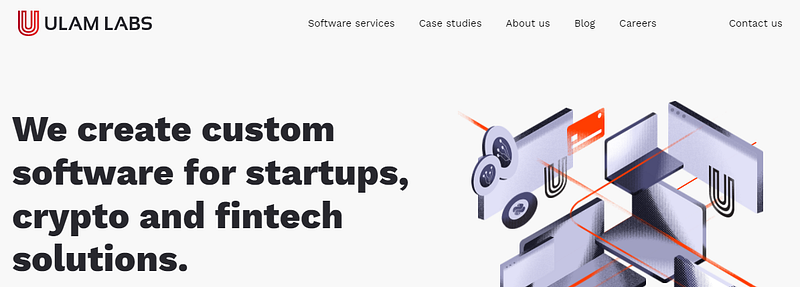 ULAM LABS
Software services
Case studies
About us
Blog
Careers
Contact us
We create custom
software for startups,
crypto and fintech
solutions.